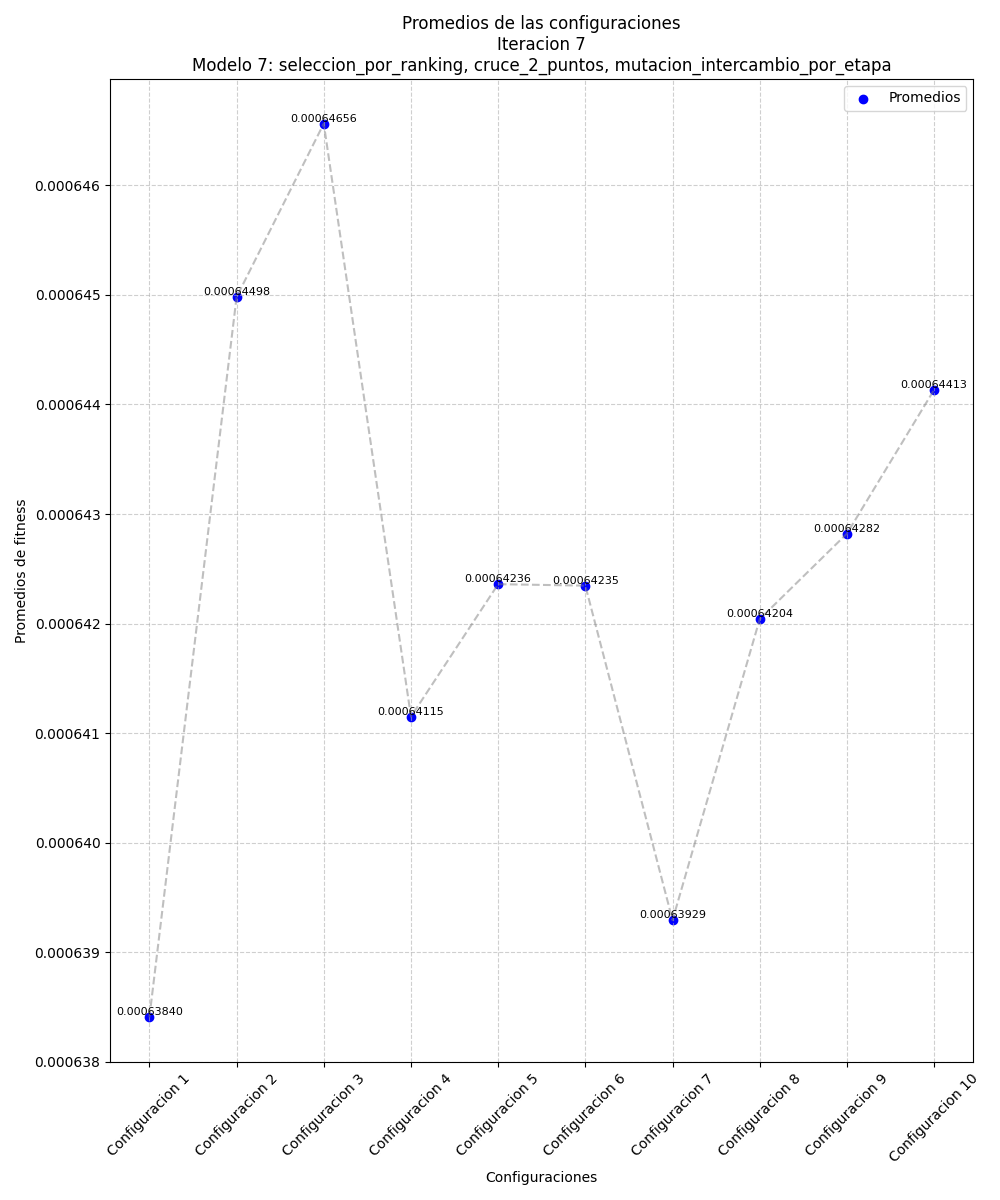 Promedios de las configuraciones
Iteracion 7
Modelo 7: seleccion_por_ranking, cruce_2_puntos, mutacion_intercambio_por_etapa
Promedios
0.00064656
0.000646
0.00064498
0.000645
0.00064413
0.000644
0.00064282
0.000643
0.00064236
0.00064235
0.00064204
0.000642
0.00064115
0.000641
0.000640
0.00063929
0.000639
0.00063840
0.000638
Promedios de fitness
Configuracion 1
Configuracion 2
Configuracion 3
Configuracion 4
Configuracion 5
Configuracion 6
Configuracion 7
Configuracion 8
Configuracion 9
Configuracion 10
Configuraciones